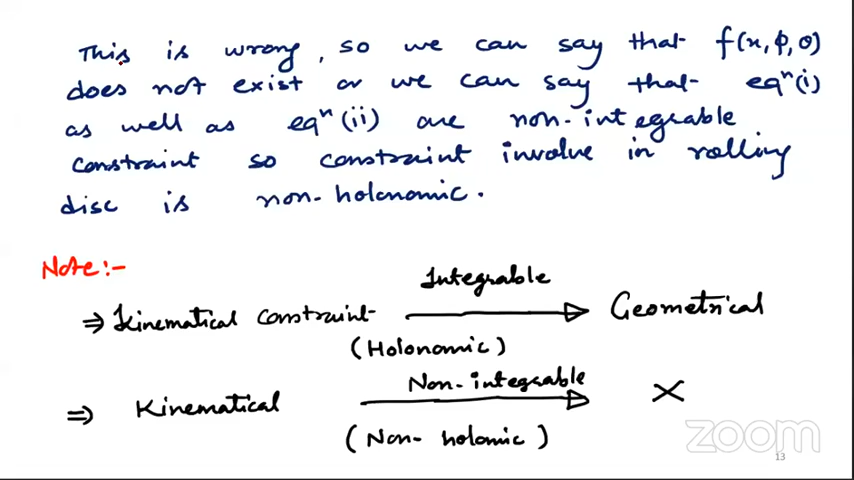 This is wrong, so we can say that f(x, ϕ, θ)
does not exist or we can say that eqⁿ(i)
as well as eqⁿ(ii) are non-integrable
constraint so constraint involve in rolling
disc is non-holonomic.
Note:-
Integrable
⇒ Kinematical constraint → Geometrical
(Holonomic)
Non-integrable
⇒ Kinematical → ×
(Non-holomic)
zoom
13